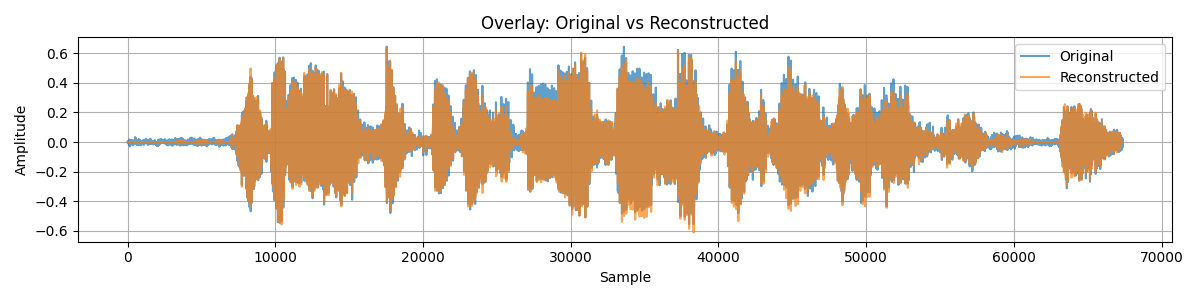 Overlay: Original vs Reconstructed
Original
Reconstructed
Amplitude
0.6
0.4
0.2
0.0
−0.2
−0.4
−0.6
0 10000 20000 30000 40000 50000 60000 70000
Sample